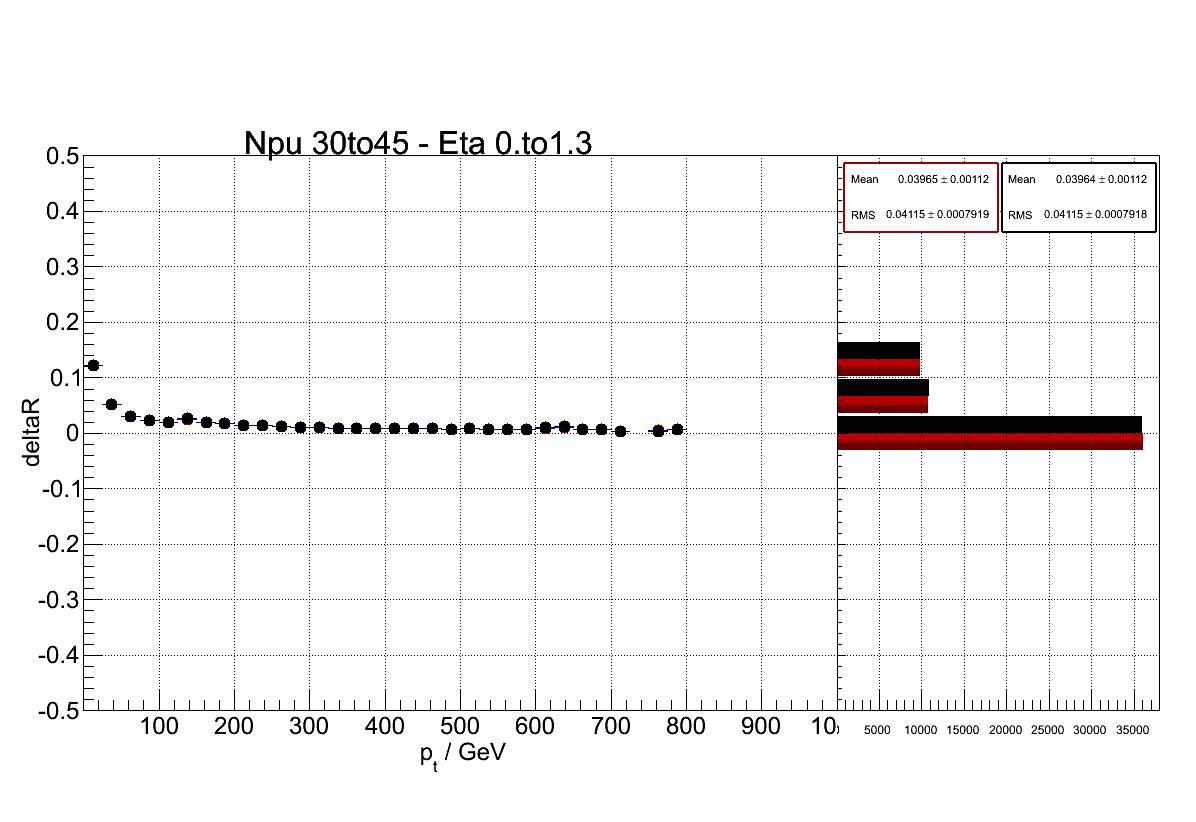 Npu 30to45 - Eta 0.to1.3
0.5
0.4
0.3
0.2
0.1
0
-0.1
-0.2
-0.3
-0.4
-0.5
deltaR
100 200 300 400 500 600 700 800 900 10
p_t / GeV
Mean 0.03965 ± 0.00112
RMS 0.04115 ± 0.0007919
Mean 0.03964 ± 0.00112
RMS 0.04115 ± 0.0007918
5000 10000 15000 20000 25000 30000 35000